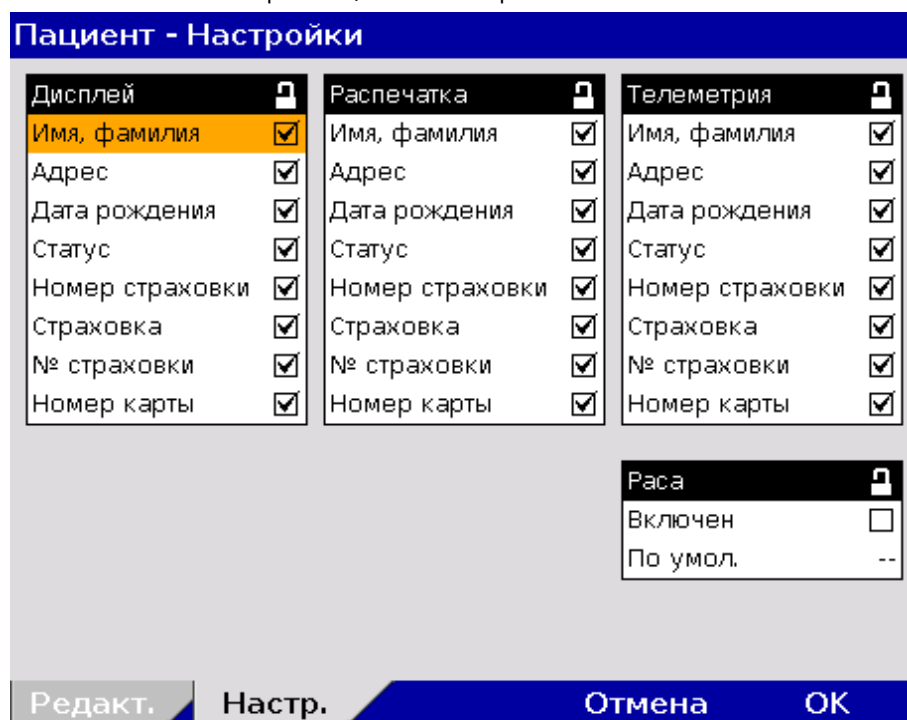 Пациент - Настройки
Дисплей
Имя, фамилия
Адрес
Дата рождения
Статус
Номер страховки
Страховка
№ страховки
Номер карты
Распечатка
Имя, фамилия
Адрес
Дата рождения
Статус
Номер страховки
Страховка
№ страховки
Номер карты
Телеметрия
Имя, фамилия
Адрес
Дата рождения
Статус
Номер страховки
Страховка
№ страховки
Номер карты
Раса
Включен
По умол. --
Редакт. Настр. Отмена OK